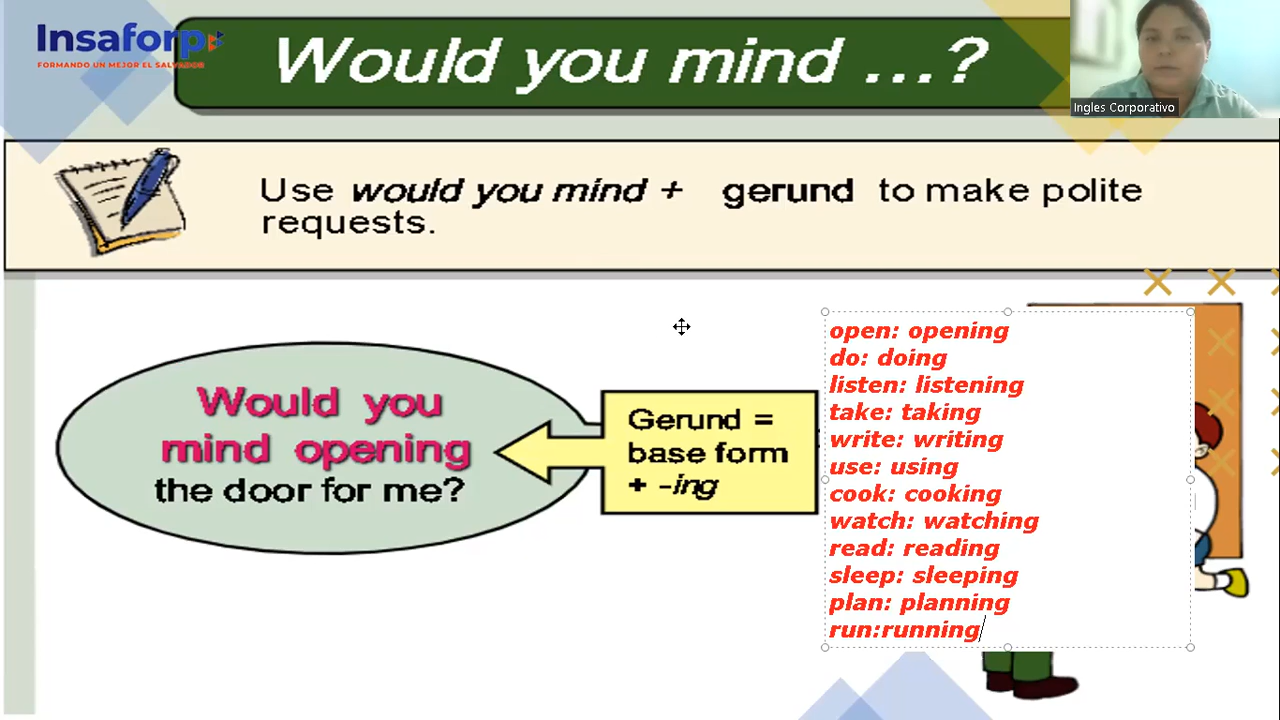 Insaforp
FORMANDO UN MEJOR EL SALVADOR
Would you mind ...?
Ingles Corporativo
Use would you mind + gerund to make polite
requests.
Would you
mind opening
the door for me?
Gerund =
base form
+ -ing
open: opening
do: doing
listen: listening
take: taking
write: writing
use: using
cook: cooking
watch: watching
read: reading
sleep: sleeping
plan: planning
run:running